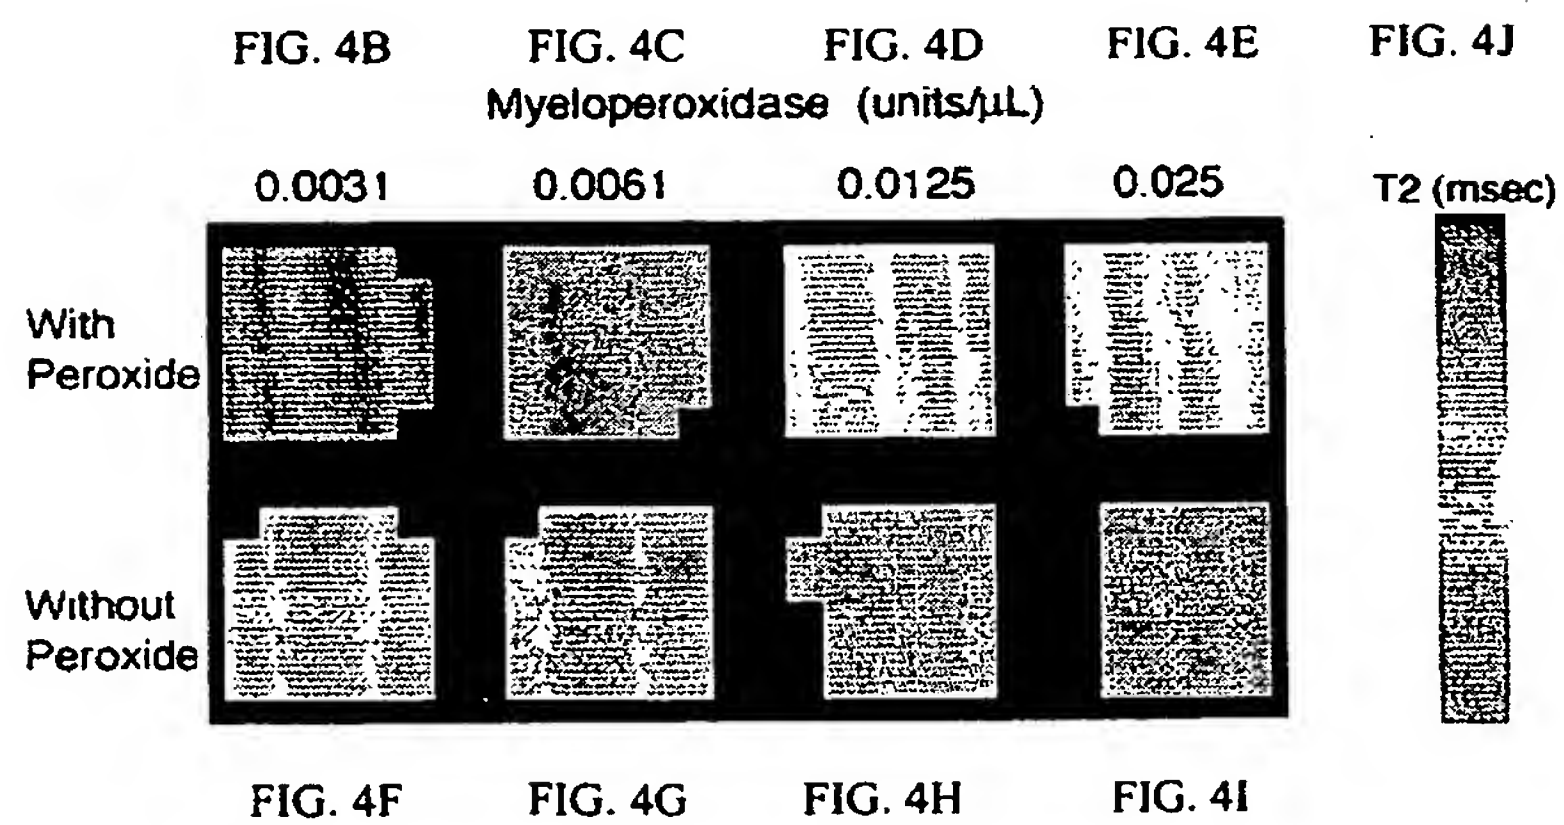 FIG. 4B FIG. 4C FIG. 4D FIG. 4E FIG. 4J
Myeloperoxidase (units/µL)
0.0031 0.0061 0.0125 0.025 T2 (msec)
With
Peroxide
Without
Peroxide
FIG. 4F FIG. 4G FIG. 4H FIG. 4I